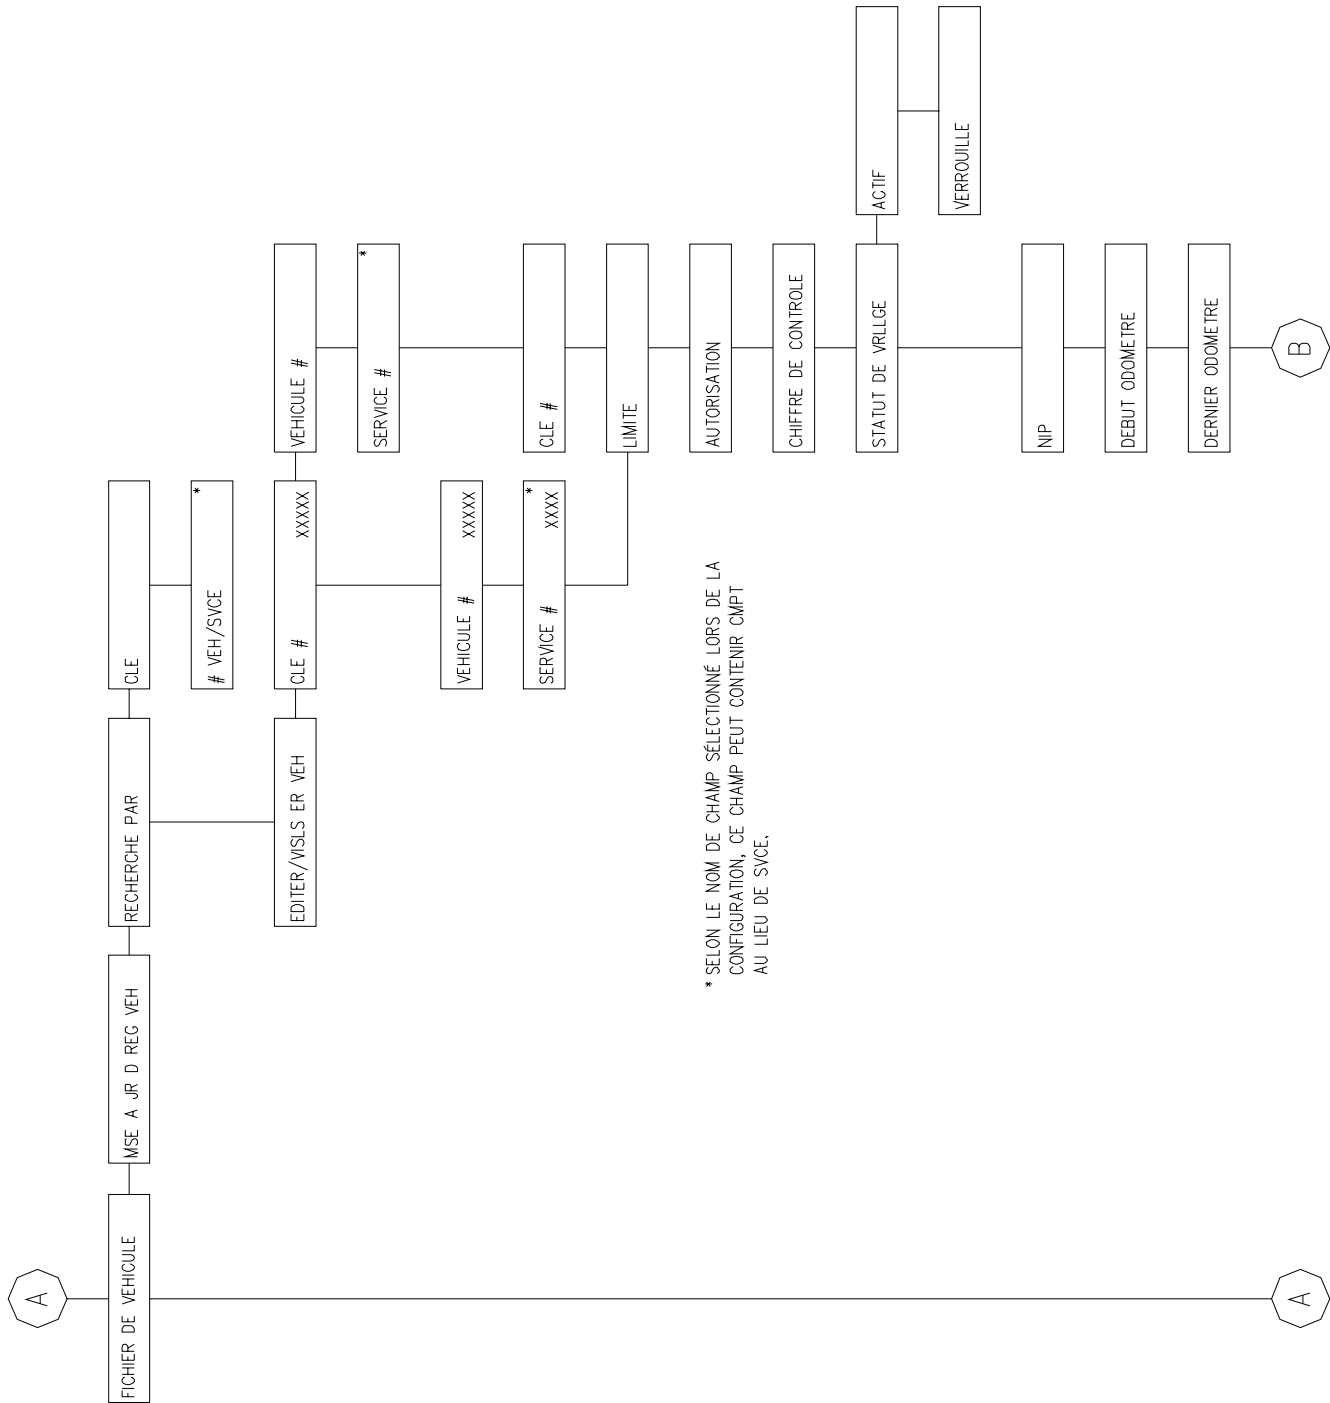 A
FICHIER DE VEHICULE
MSE A JR D REG VEH
RECHERCHE PAR
CLE
# VEH/SVCE *
EDITER/VISLS ER VEH
CLE # XXXXX
VEHICULE #
SERVICE # *
VEHICULE # XXXXX
SERVICE # XXXX *
CLE #
LIMITE
AUTORISATION
CHIFFRE DE CONTROLE
STATUT DE VRLLGE
ACTIF
VERROUILLE
NIP
DEBUT ODOMETRE
DERNIER ODOMETRE
* SELON LE NOM DE CHAMP SÉLECTIONNÉ LORS DE LA
CONFIGURATION, CE CHAMP PEUT CONTENIR CMPT
AU LIEU DE SVCE.
A
B